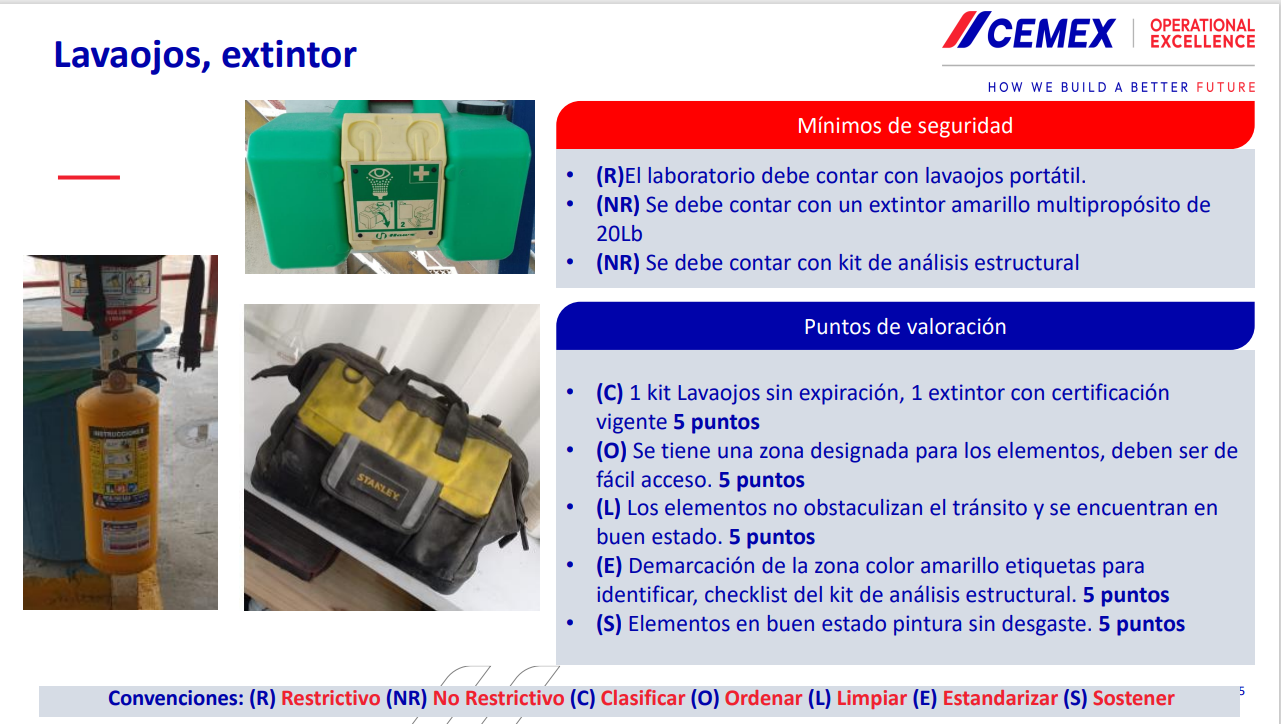 Lavaojos, extintor
CEMEX
OPERATIONAL
EXCELLENCE
HOW WE BUILD A BETTER FUTURE
Mínimos de seguridad
• (R)El laboratorio debe contar con lavaojos portátil.
• (NR) Se debe contar con un extintor amarillo multipropósito de
20Lb
• (NR) Se debe contar con kit de análisis estructural
1
2
INSTRUCCIONES
STANLEY
Puntos de valoración
• (C) 1 kit Lavaojos sin expiración, 1 extintor con certificación
vigente 5 puntos
• (O) Se tiene una zona designada para los elementos, deben ser de
fácil acceso. 5 puntos
• (L) Los elementos no obstaculizan el tránsito y se encuentran en
buen estado. 5 puntos
• (E) Demarcación de la zona color amarillo etiquetas para
identificar, checklist del kit de análisis estructural. 5 puntos
• (S) Elementos en buen estado pintura sin desgaste. 5 puntos
Convenciones: (R) Restrictivo (NR) No Restrictivo (C) Clasificar (O) Ordenar (L) Limpiar (E) Estandarizar (S) Sostener
5